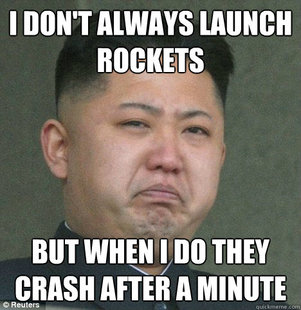 I DON'T ALWAYS LAUNCH
ROCKETS
BUT WHEN I DO THEY
CRASH AFTER A MINUTE
© Reuters
quickmeme.com